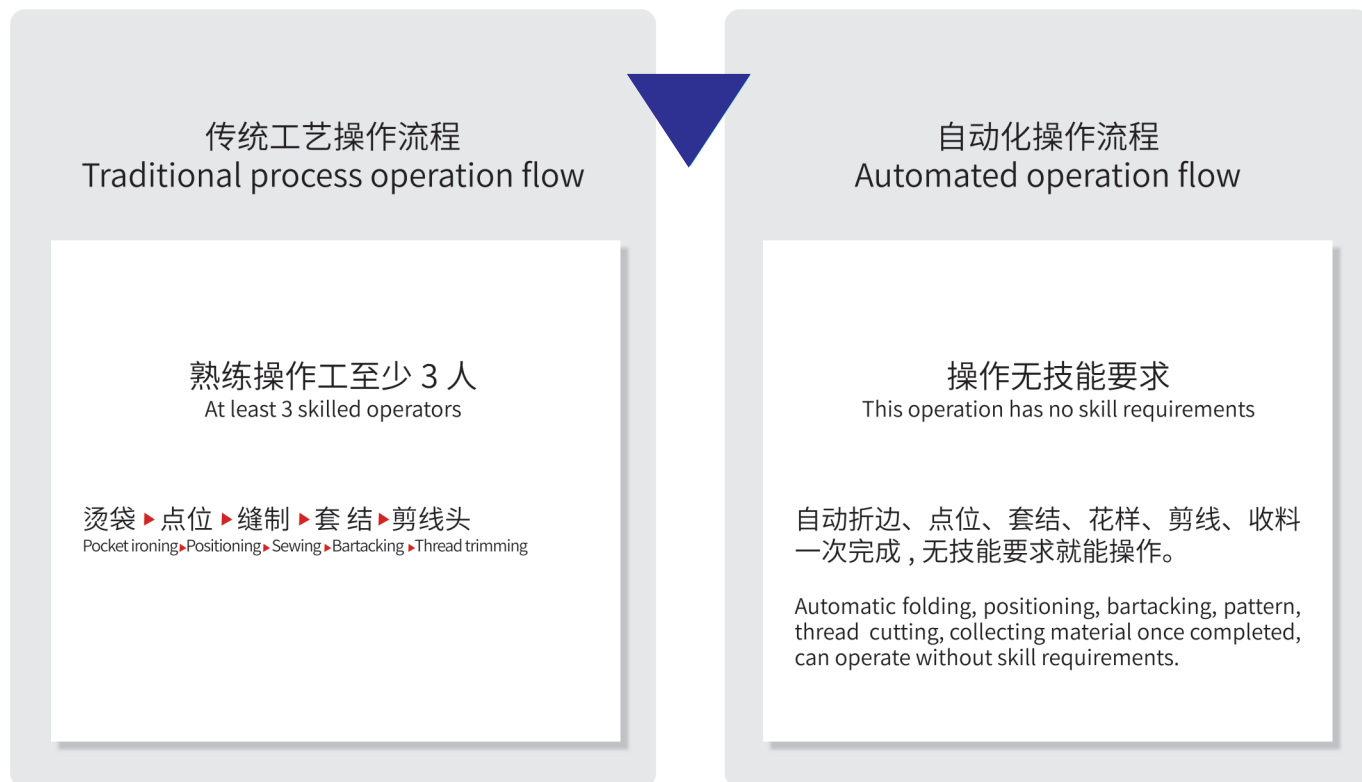 传统工艺操作流程
Traditional process operation flow
熟练操作工至少 3 人
At least 3 skilled operators
烫袋▶点位▶缝制▶套 结▶剪线头
Pocket ironing▶Positioning▶Sewing▶Bartacking▶Thread trimming
自动化操作流程
Automated operation flow
操作无技能要求
This operation has no skill requirements
自动折边、点位、套结、花样、剪线、收料
一次完成 , 无技能要求就能操作。
Automatic folding, positioning, bartacking, pattern,
thread cutting, collecting material once completed,
can operate without skill requirements.